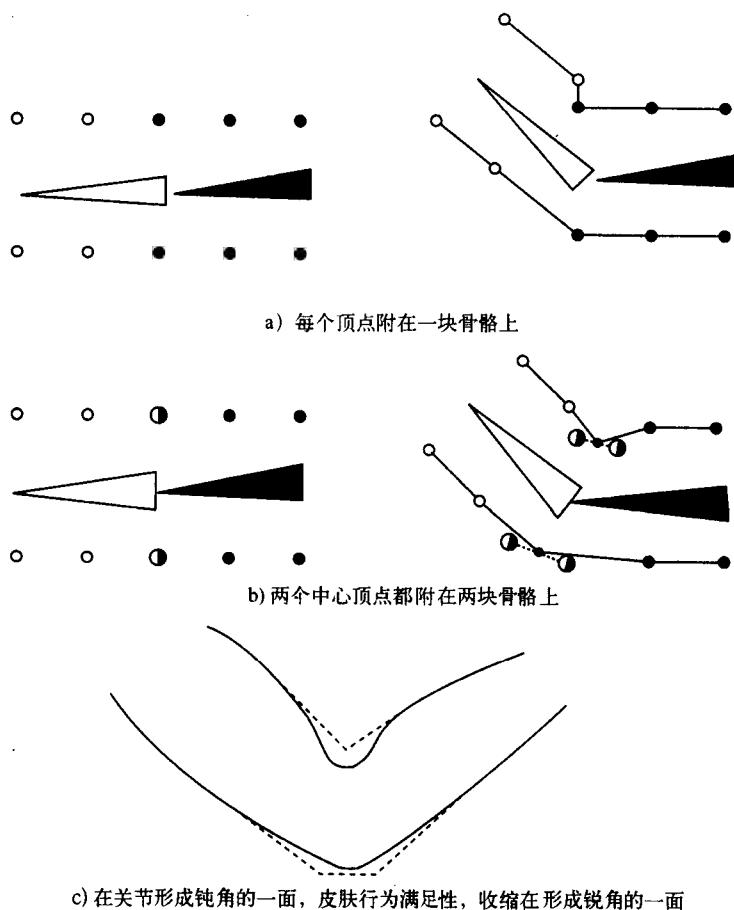 a) 每个顶点附在一块骨骼上
b) 两个中心顶点都附在两块骨骼上
c) 在关节形成钝角的一面，皮肤行为满足性，收缩在形成锐角的一面